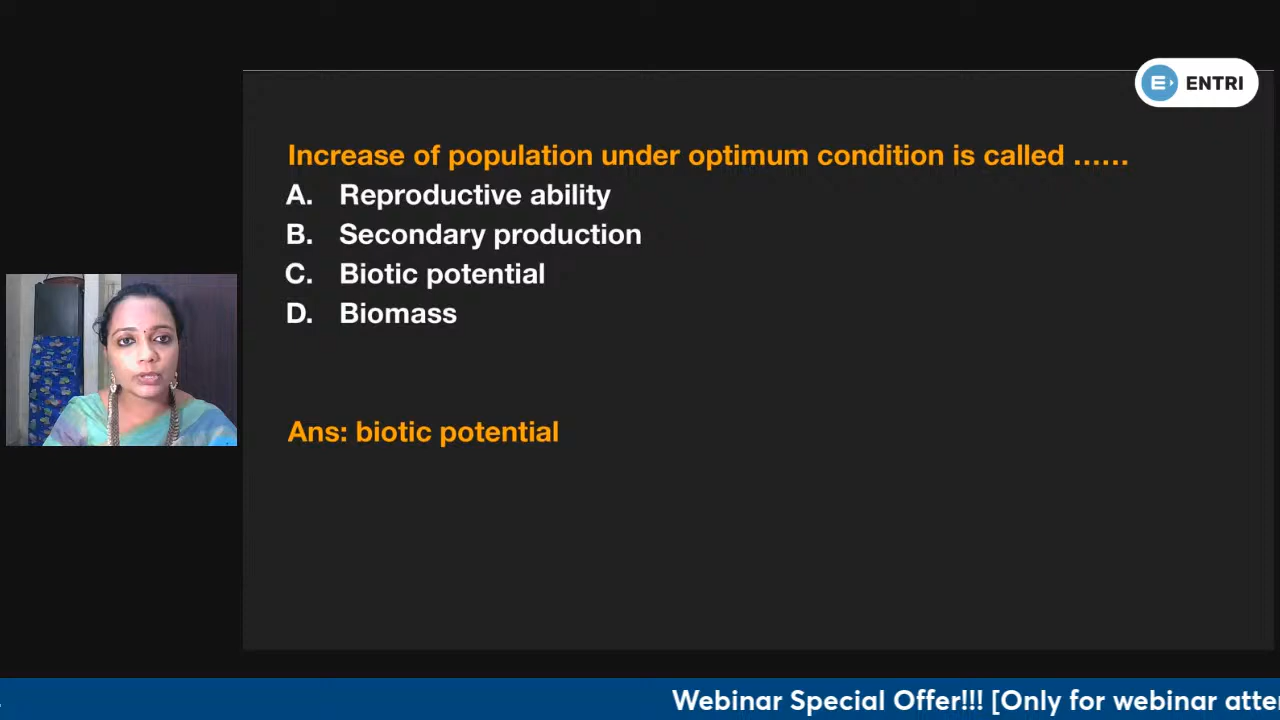 ENTRI
Increase of population under optimum condition is called ......
A. Reproductive ability
B. Secondary production
C. Biotic potential
D. Biomass
Ans: biotic potential
Webinar Special Offer!!! [Only for webinar